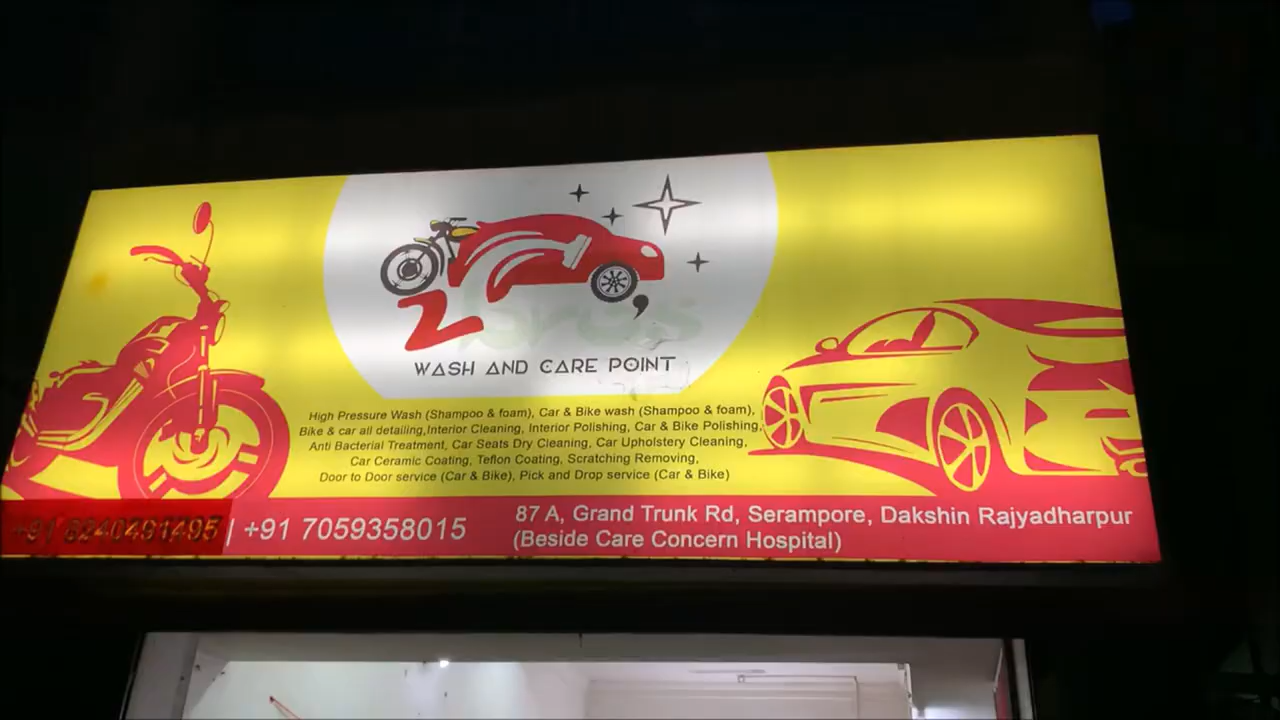 2 's
WASH AND CARE POINT
High Pressure Wash (Shampoo & foam), Car & Bike wash (Shampoo & foam),
Bike & car all detailing,Interior Cleaning, Interior Polishing, Car & Bike Polishing,
Anti Bacterial Treatment, Car Seats Dry Cleaning, Car Upholstery Cleaning,
Car Ceramic Coating, Teflon Coating, Scratching Removing,
Door to Door service (Car & Bike), Pick and Drop service (Car & Bike)
+91 8240491495 | +91 7059358015
87 A, Grand Trunk Rd, Serampore, Dakshin Rajyadharpur
(Beside Care Concern Hospital)